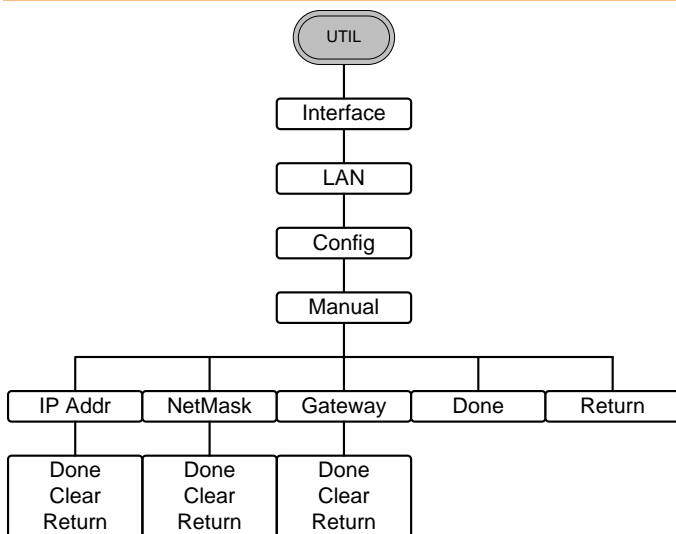 UTIL
Interface
LAN
Config
Manual
IP Addr
NetMask
Gateway
Done
Return
Done
Clear
Return
Done
Clear
Return
Done
Clear
Return